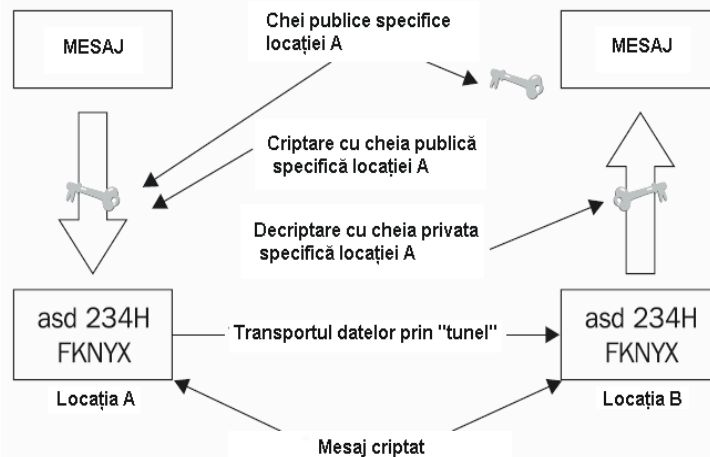 Chei publice specifice
locației A
MESAJ
MESAJ
Criptare cu cheia publică
specifică locației A
Decriptare cu cheia privata
specifică locației A
asd 234H
FKNYX
Transportul datelor prin "tunel"
asd 234H
FKNYX
Locația A
Locația B
Mesaj criptat